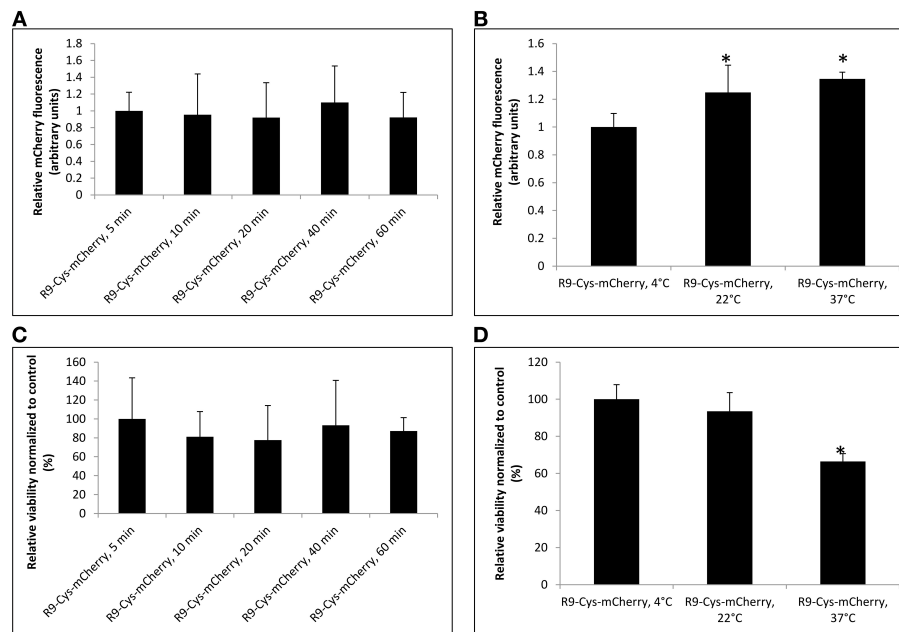 A
Relative mCherry fluorescence
(arbitrary units)
1.8
1.6
1.4
1.2
1
0.8
0.6
0.4
0.2
0
R9-Cys-mCherry, 5 min
R9-Cys-mCherry, 10 min
R9-Cys-mCherry, 20 min
R9-Cys-mCherry, 40 min
R9-Cys-mCherry, 60 min
B
Relative mCherry fluorescence
(arbitrary units)
1.6
1.4
1.2
1
0.8
0.6
0.4
0.2
0
*
*
R9-Cys-mCherry, 4°C
R9-Cys-mCherry,
22°C
R9-Cys-mCherry,
37°C
C
Relative viability normalized to control
(%)
160
140
120
100
80
60
40
20
0
R9-Cys-mCherry, 5 min
R9-Cys-mCherry, 10 min
R9-Cys-mCherry, 20 min
R9-Cys-mCherry, 40 min
R9-Cys-mCherry, 60 min
D
Relative viability normalized to control
(%)
120
100
80
60
40
20
0
*
R9-Cys-mCherry, 4°C
R9-Cys-mCherry,
22°C
R9-Cys-mCherry,
37°C